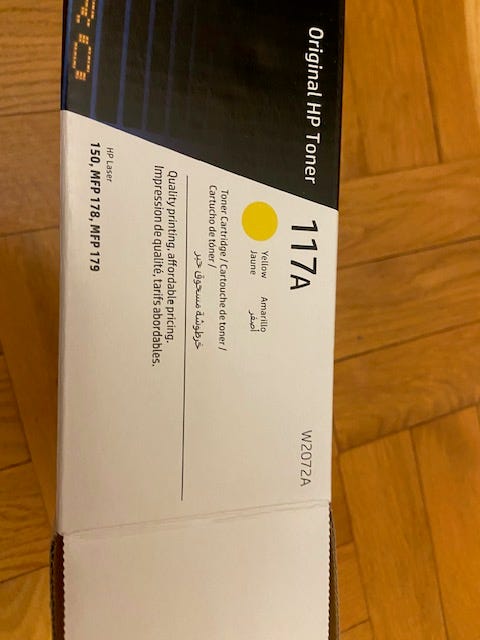 Original HP Toner
117A
W2072A
Yellow Amarillo
Jaune أصفر
Toner Cartridge / Cartouche de toner /
Cartucho de tóner /
خرطوشة مسحوق حبر
Quality printing, affordable pricing.
Impression de qualité, tarifs abordables.
HP Laser
150, MFP 178, MFP 179